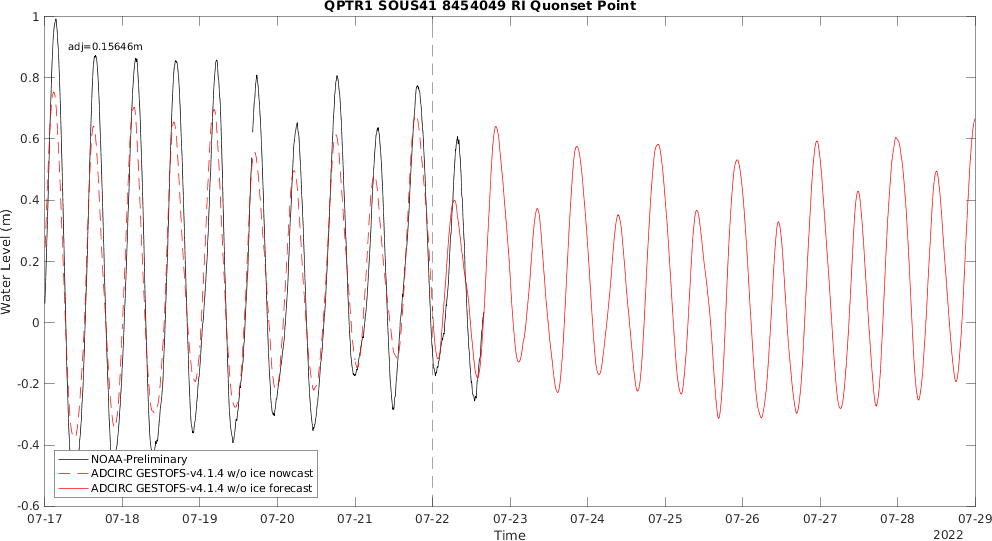 QPTR1 SOUS41 8454049 RI Quonset Point
adj=0.15646m
1
0.8
0.6
0.4
0.2
0
-0.2
-0.4
-0.6
Water Level (m)
NOAA-Preliminary
ADCIRC GESTOFS-v4.1.4 w/o ice nowcast
ADCIRC GESTOFS-v4.1.4 w/o ice forecast
07-17 07-18 07-19 07-20 07-21 07-22 07-23 07-24 07-25 07-26 07-27 07-28 07-29
Time
2022